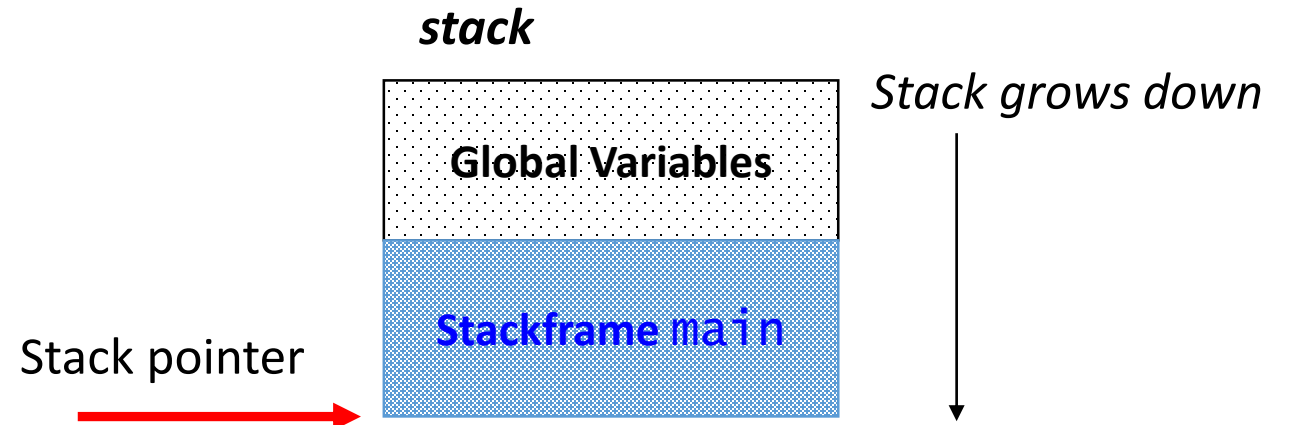 stack
Stack grows down
Global Variables
Stackframe main
Stack pointer